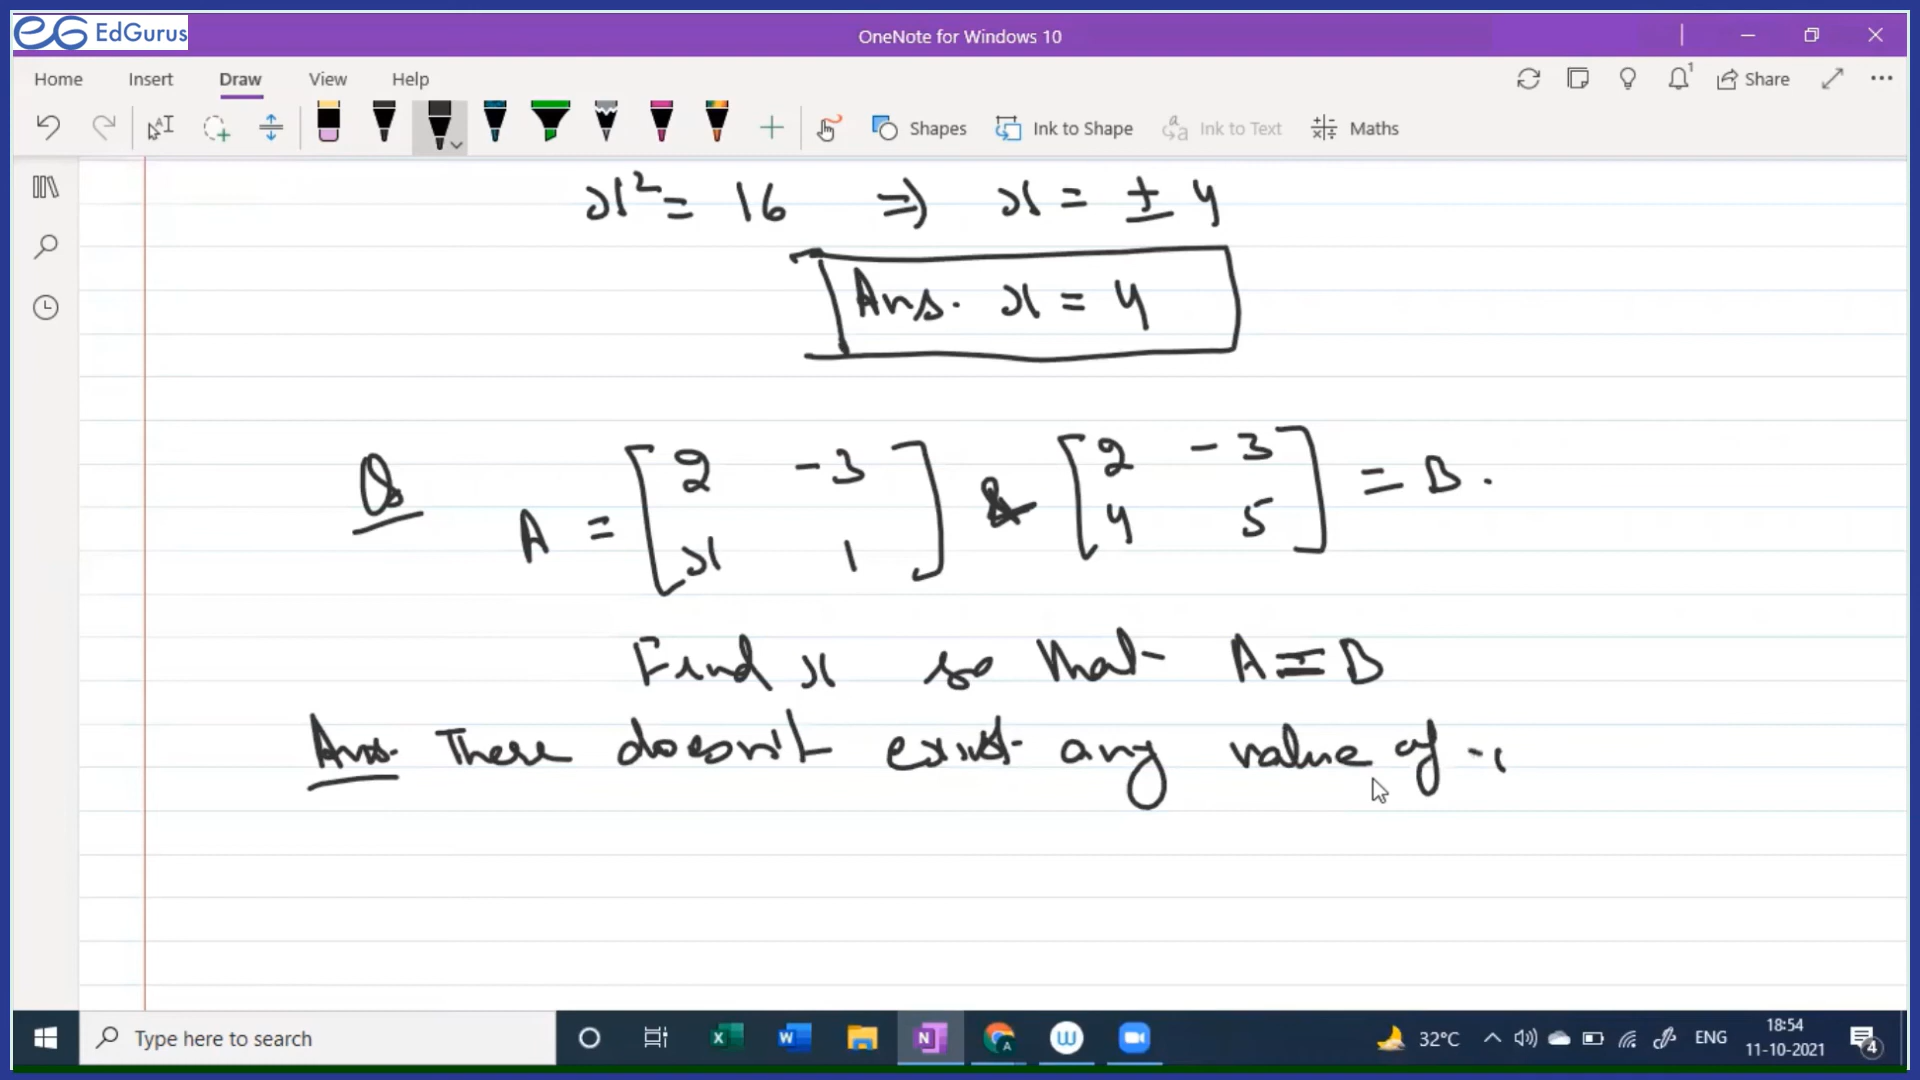 EdGurus
OneNote for Windows 10
Home Insert Draw View Help
1 Share
Shapes Ink to Shape Ink to Text Maths
x² = 16 ⇒ x = ± 4
Ans. x = 4
Q A = [ 2 -3 ; x 1 ] & [ 2 -3 ; 4 5 ] = B.
Find x so that A = B
Ans. There doesn't exist any value of
Type here to search
32°C ENG
18:54
11-10-2021
4